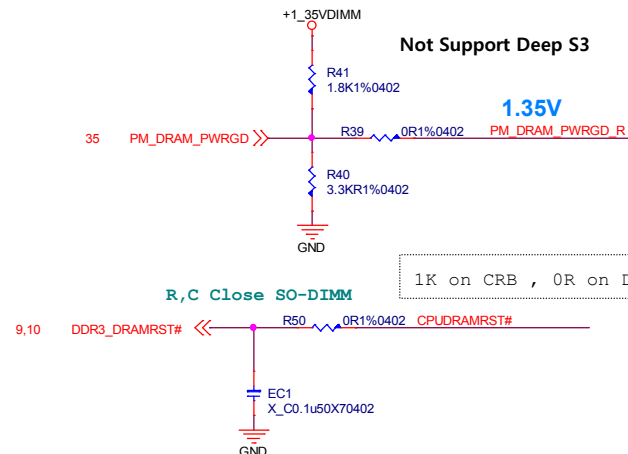 +1_35VDIMM
Not Support Deep S3
R41
1.8K1%0402
1.35V
35 PM_DRAM_PWRGD R39 0R1%0402 PM_DRAM_PWRGD_R
R40
3.3KR1%0402
GND
1K on CRB , 0R on D
R,C Close SO-DIMM
9,10 DDR3_DRAMRST# R50 0R1%0402 CPUDRAMRST#
EC1
X_C0.1u50X70402
GND